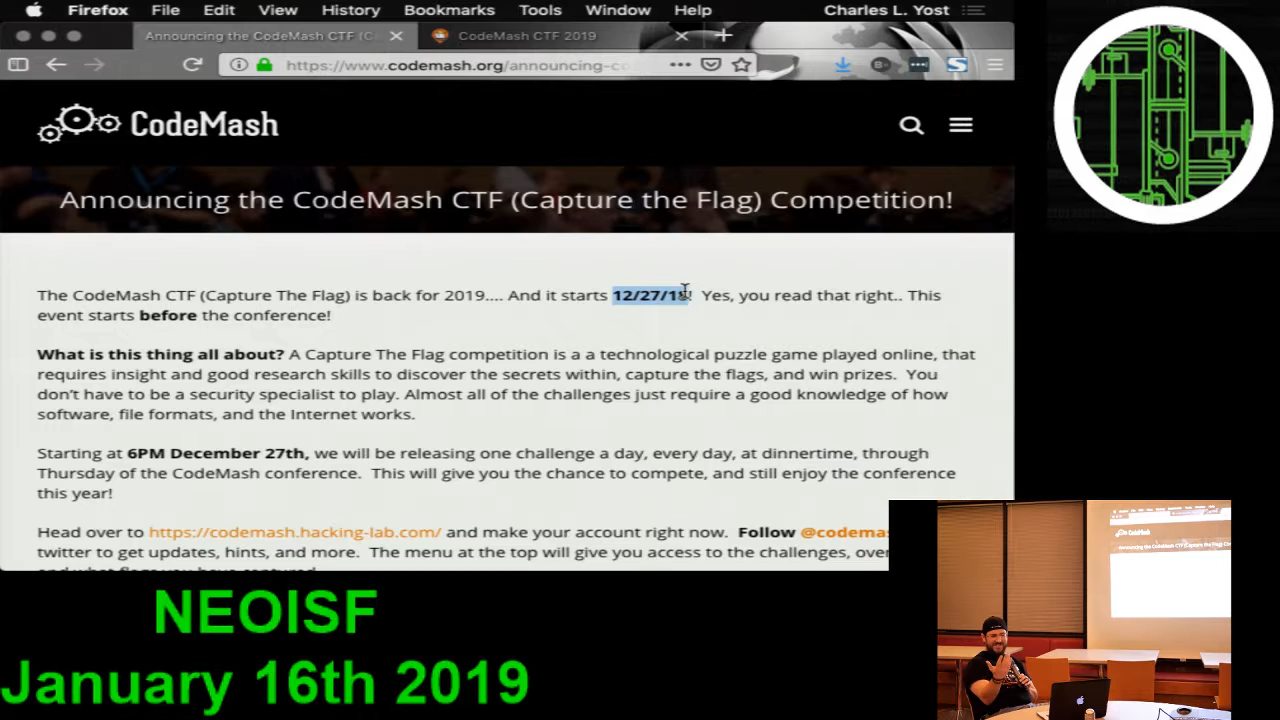 Firefox File Edit View History Bookmarks Tools Window Help Charles L. Yost
Announcing the CodeMash CTF (C
CodeMash CTF 2019
https://www.codemash.org/announcing-co
CodeMash
Announcing the CodeMash CTF (Capture the Flag) Competition!
The CodeMash CTF (Capture The Flag) is back for 2019.... And it starts 12/27/18! Yes, you read that right.. This
event starts before the conference!
What is this thing all about? A Capture The Flag competition is a a technological puzzle game played online, that
requires insight and good research skills to discover the secrets within, capture the flags, and win prizes. You
don't have to be a security specialist to play. Almost all of the challenges just require a good knowledge of how
software, file formats, and the Internet works.
Starting at 6PM December 27th, we will be releasing one challenge a day, every day, at dinnertime, through
Thursday of the CodeMash conference. This will give you the chance to compete, and still enjoy the conference
this year!
Head over to https://codemash.hacking-lab.com/ and make your account right now. Follow @codemas
twitter to get updates, hints, and more. The menu at the top will give you access to the challenges, over
NEOISF
January 16th 2019